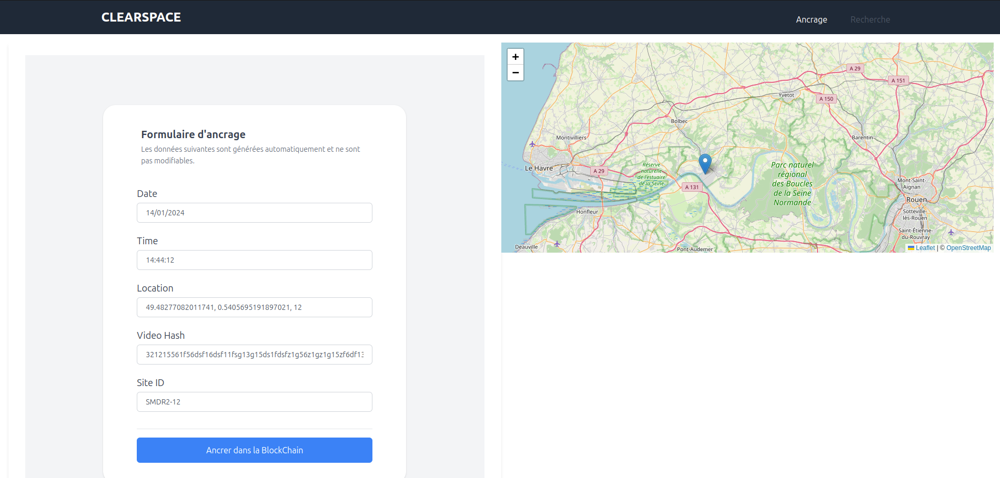 CLEARSPACE
Ancrage
Recherche
Formulaire d'ancrage
Les données suivantes sont générées automatiquement et ne sont
pas modifiables.
Date
14/01/2024
Time
14:44:12
Location
49.48277082011741, 0.5405695191897021, 12
Video Hash
321215561f56dsf16dsf11fsg13g15ds1fdsfz1g56z1gz1g15zf6df13
Site ID
SMDR2-12
Ancrer dans la BlockChain
+
−
A 29
A 151
Yvetot
A 150
Bolbec
Montivilliers
Barentin
Le Havre
A 29
Réserve
naturelle
de l'estuaire
de la Seine
Parc naturel
régional
des Boucles
de la Seine
Normande
A 131
Mont-Saint-
Aignan
Rouen
Honfleur
Sotteville-
lès-Rouen
Saint-Étienne-
du-Rouvray
Deauville
Pont-Audemer
Leaflet | © OpenStreetMap